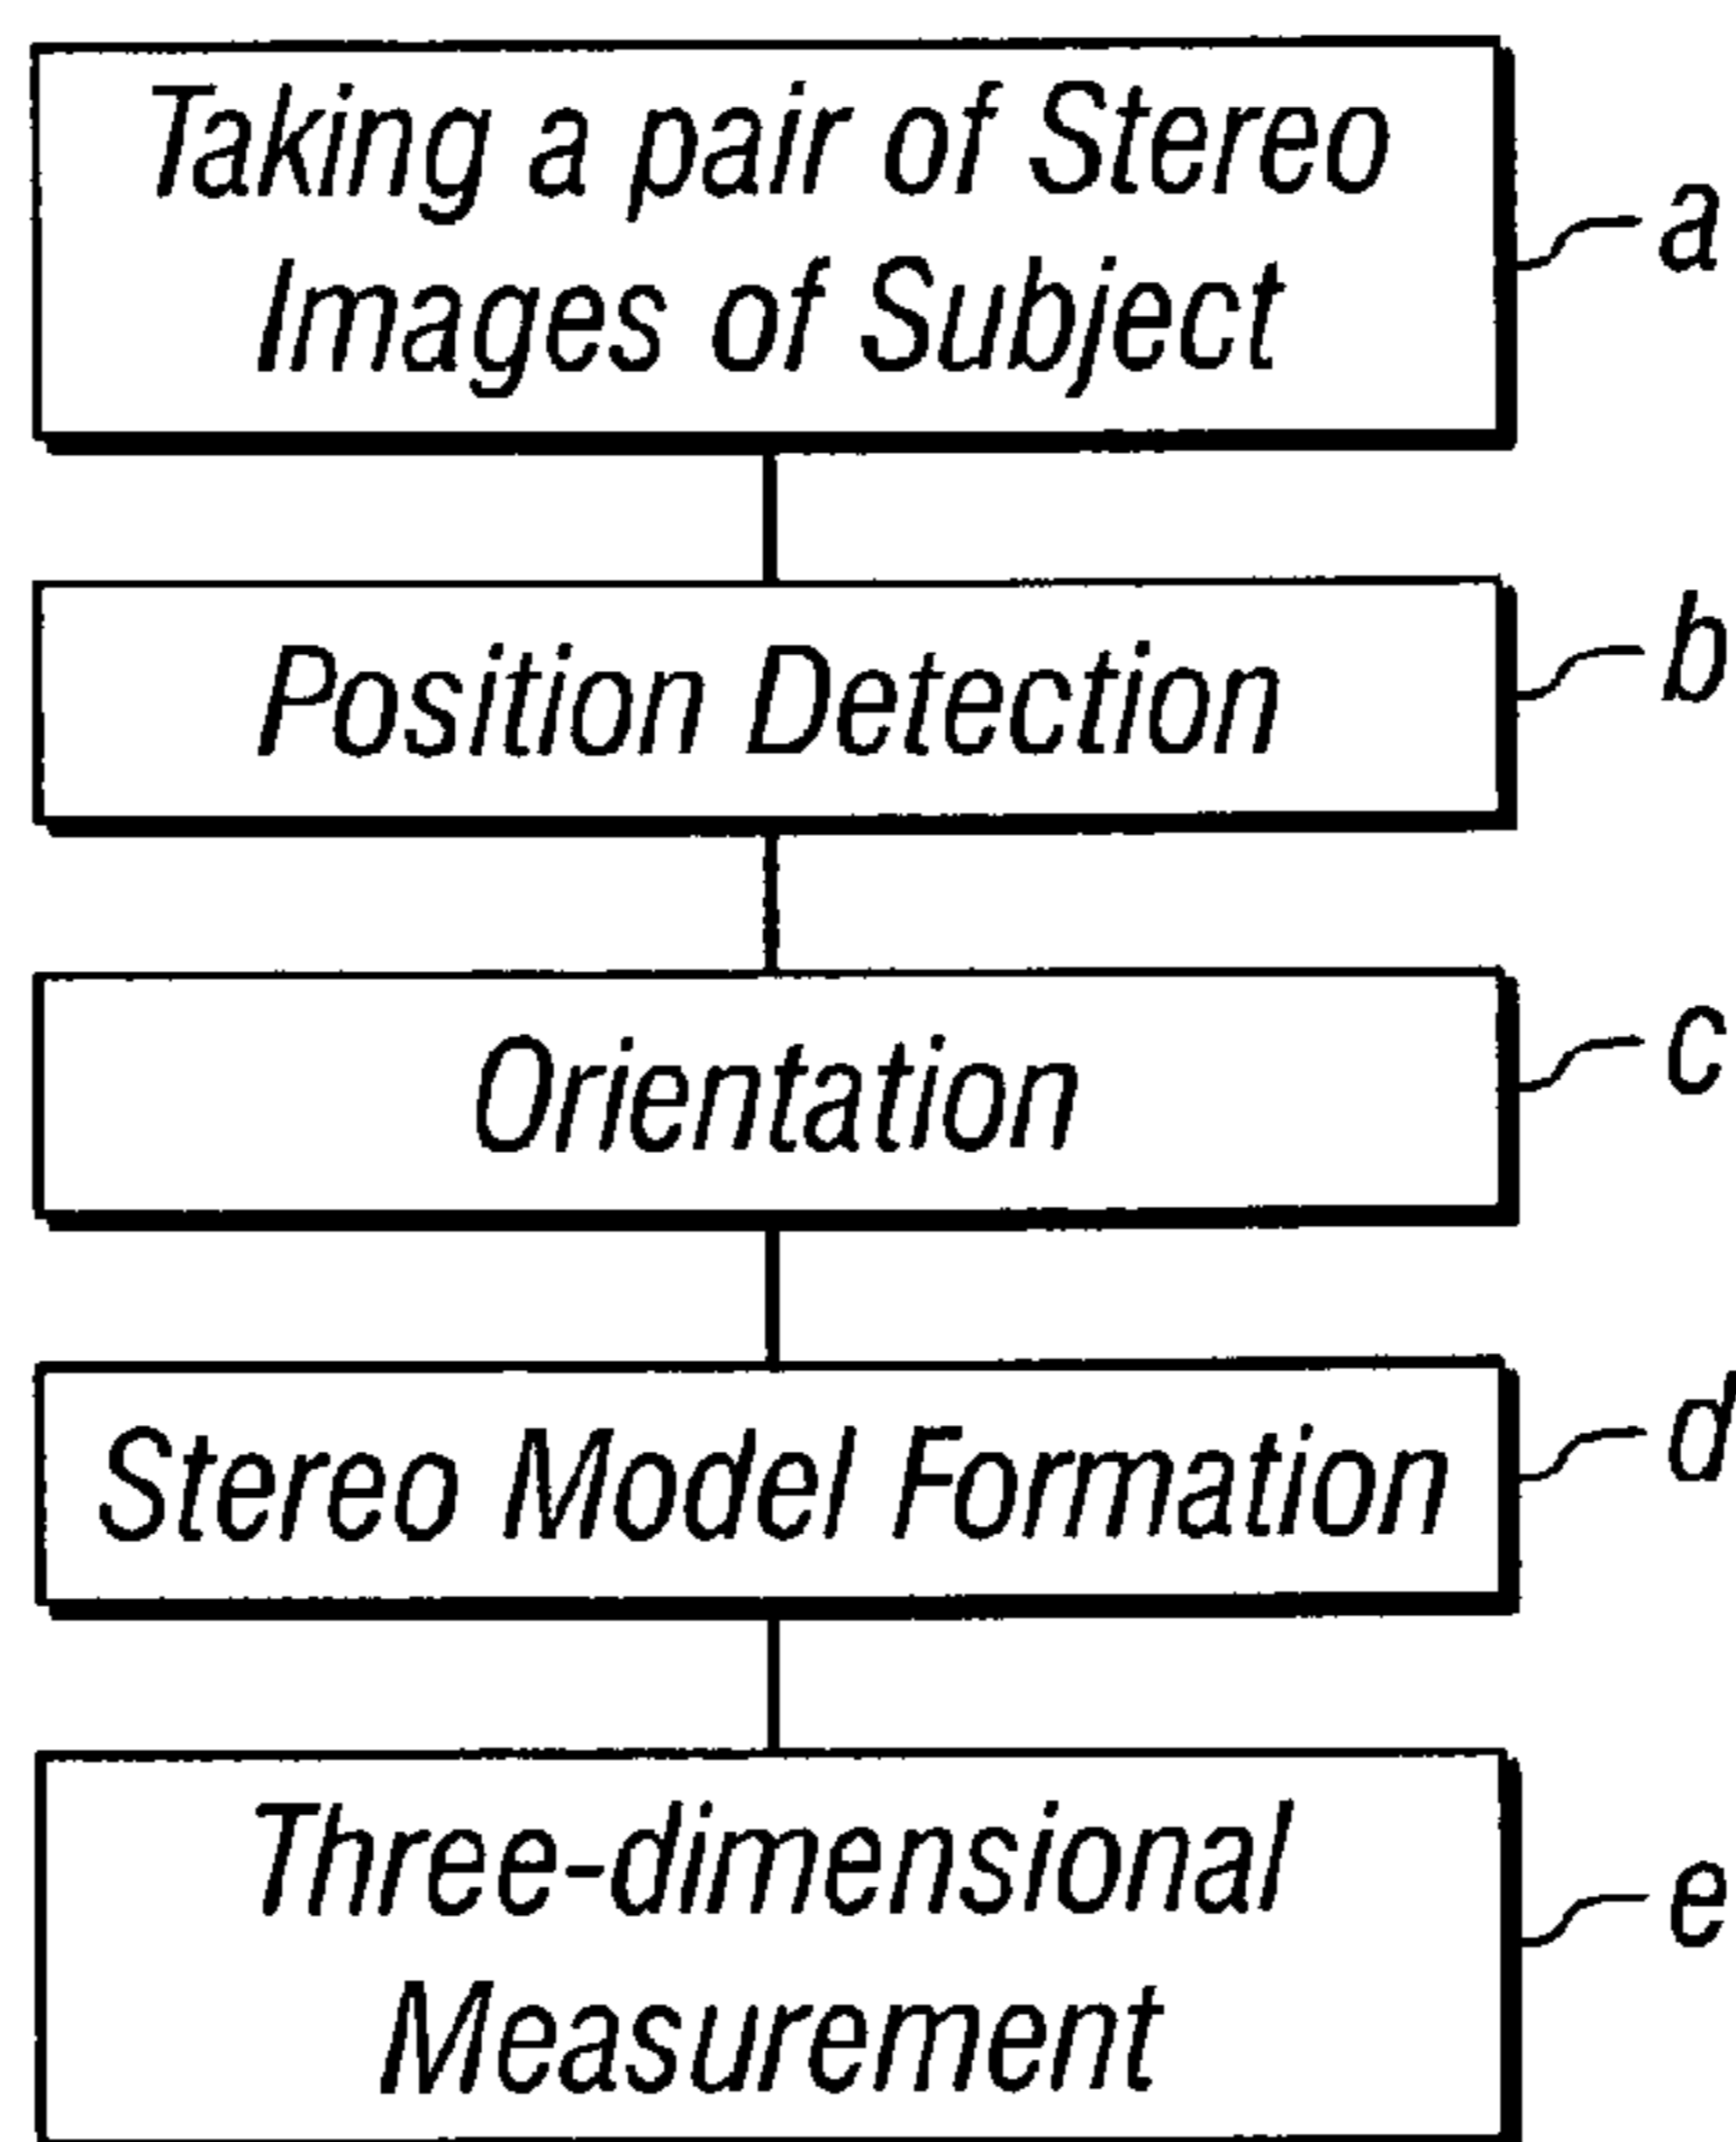 Taking a pair of Stereo
Images of Subject
a
Position Detection
b
Orientation
c
Stereo Model Formation
d
Three-dimensional
Measurement
e